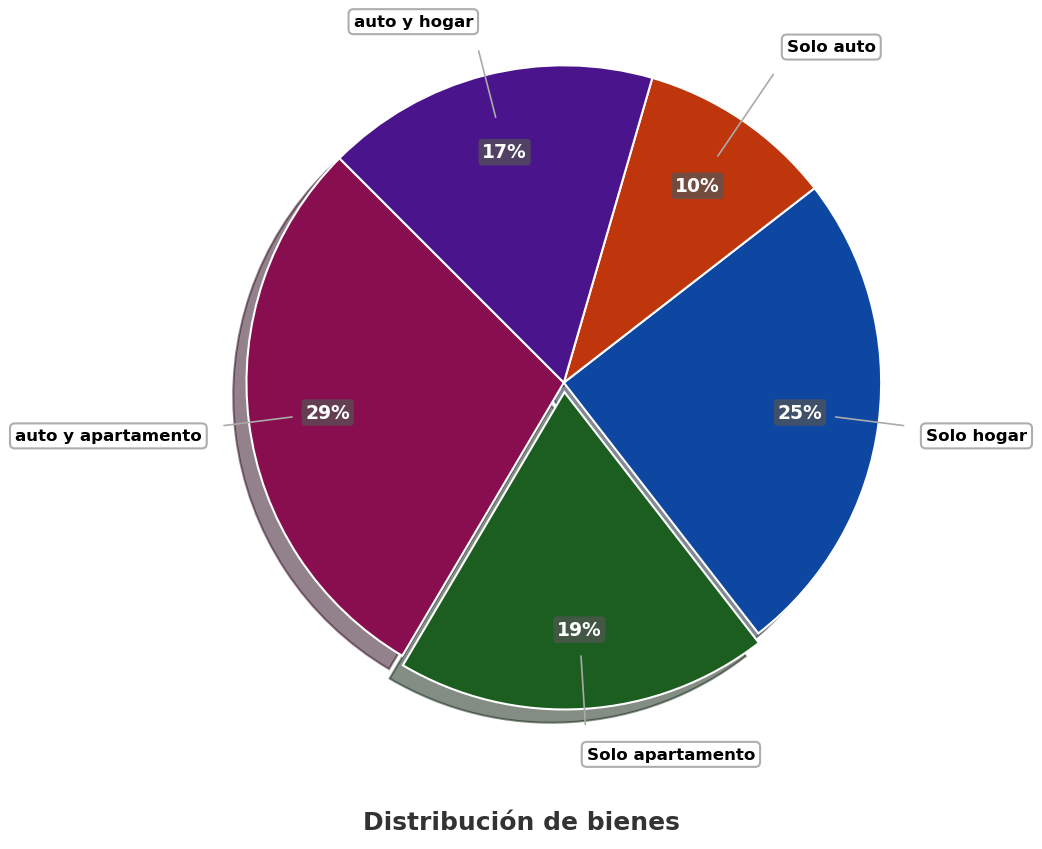 auto y hogar
Solo auto
17%
10%
29%
25%
auto y apartamento
Solo hogar
19%
Solo apartamento
Distribución de bienes